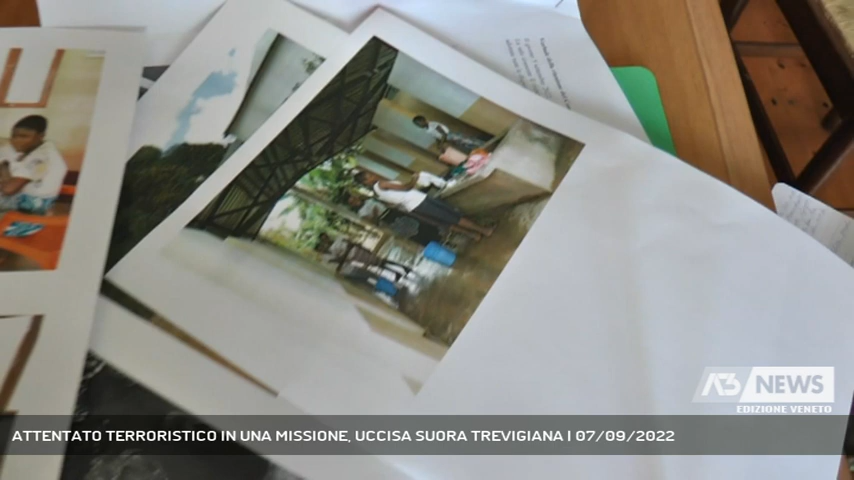 A3 NEWS
EDIZIONE VENETO
ATTENTATO TERRORISTICO IN UNA MISSIONE, UCCISA SUORA TREVIGIANA | 07/09/2022